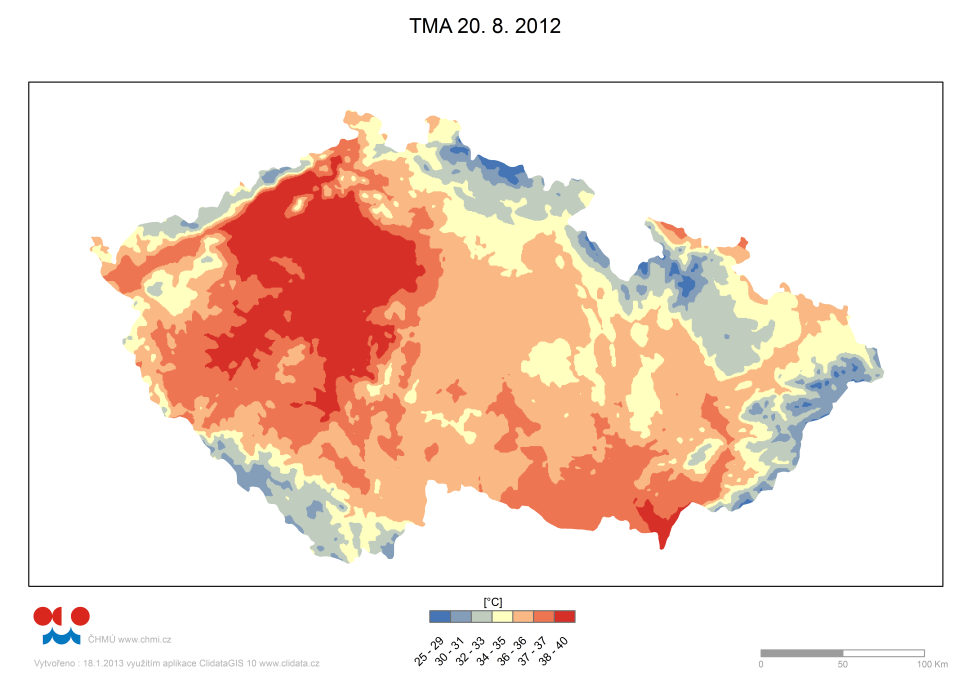 TMA 20. 8. 2012
[°C]
25 - 29
30 - 31
32 - 33
34 - 35
36 - 36
37 - 37
38 - 40
ČHMÚ www.chmi.cz
Vytvořeno : 18.1.2013 využitím aplikace ClidataGIS 10 www.clidata.cz
0 50 100 Km